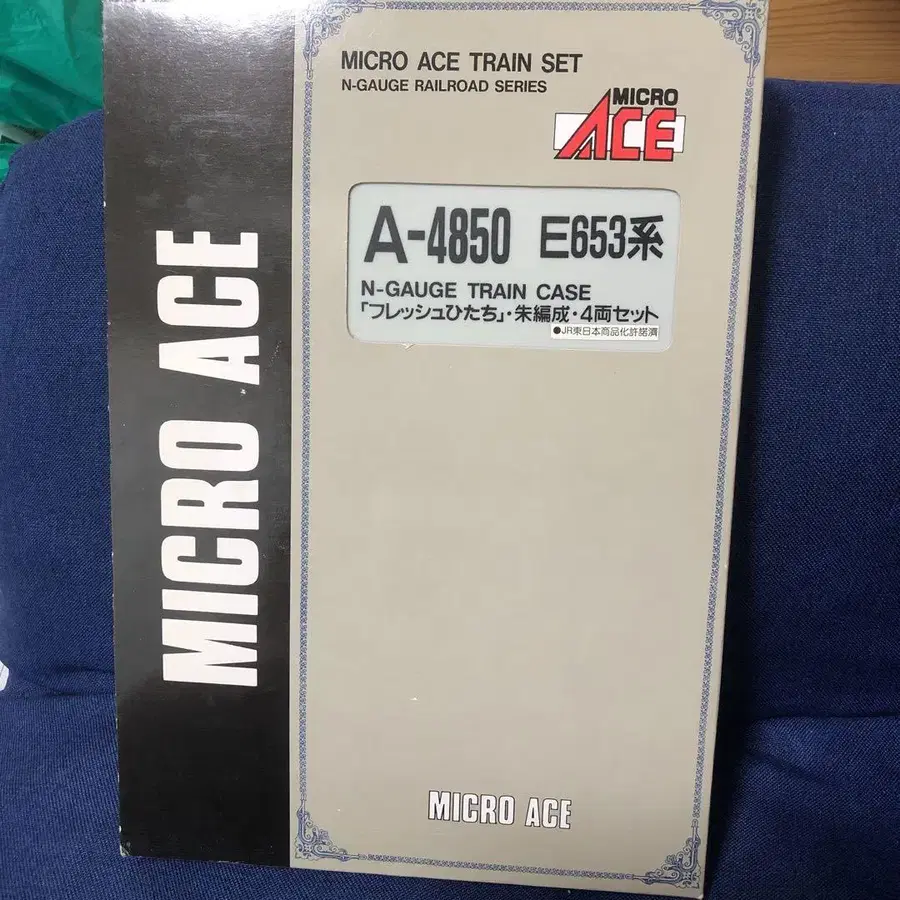 MICRO ACE
MICRO ACE TRAIN SET
N-GAUGE RAILROAD SERIES
MICRO
ACE
A-4850 E653系
N-GAUGE TRAIN CASE
「フレッシュひたち」・朱編成・4両セット
●JR東日本商品化許諾済
MICRO ACE